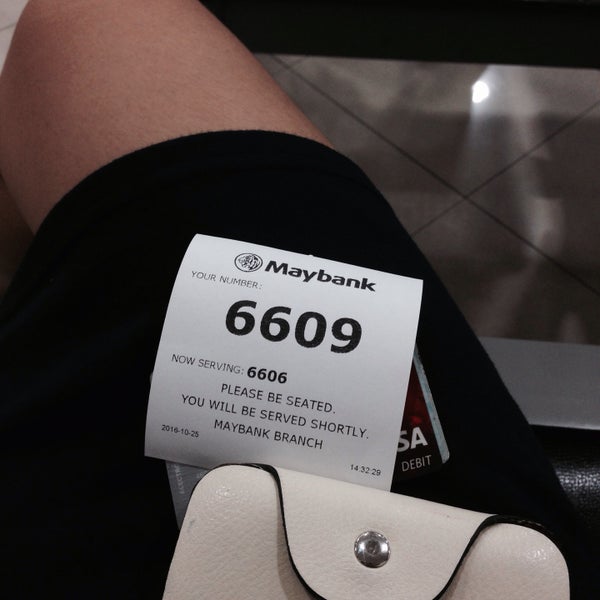 Maybank
YOUR NUMBER:
6609
NOW SERVING: 6606
PLEASE BE SEATED.
YOU WILL BE SERVED SHORTLY.
MAYBANK BRANCH
2016-10-25
14:32:29
SA
DEBIT